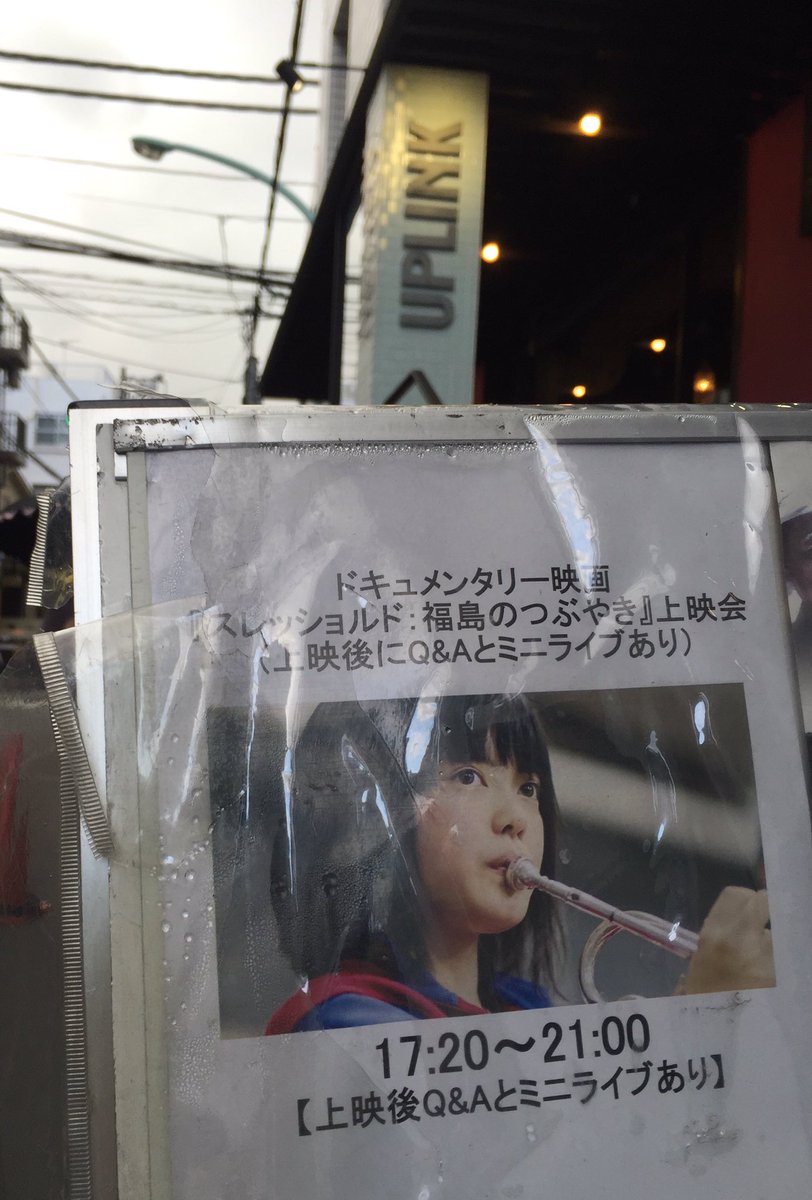 UPLINK
ドキュメンタリー映画
『スレッショルド：福島のつぶやき』上映会
（上映後にQ&Aとミニライブあり）
17:20～21:00
【上映後Q&Aとミニライブあり】